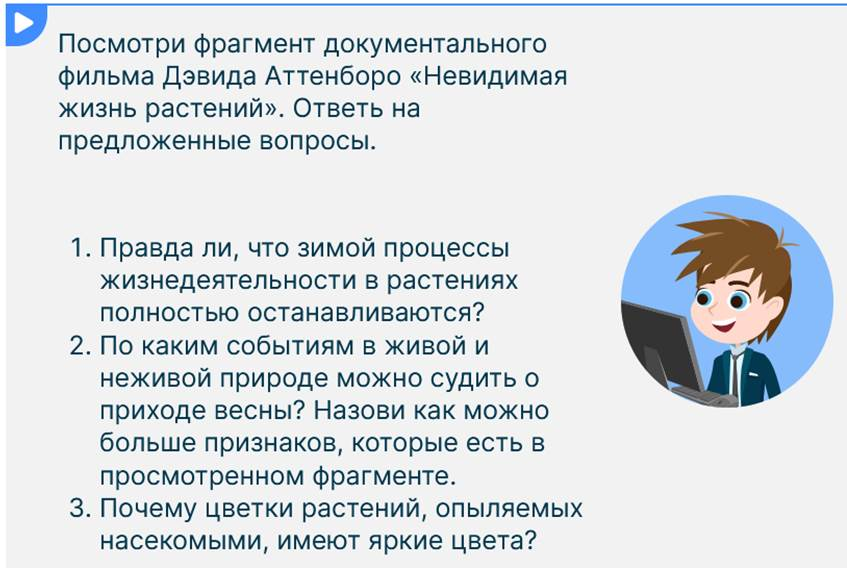 Посмотри фрагмент документального
фильма Дэвида Аттенборо «Невидимая
жизнь растений». Ответь на
предложенные вопросы.
1. Правда ли, что зимой процессы
жизнедеятельности в растениях
полностью останавливаются?
2. По каким событиям в живой и
неживой природе можно судить о
приходе весны? Назови как можно
больше признаков, которые есть в
просмотренном фрагменте.
3. Почему цветки растений, опыляемых
насекомыми, имеют яркие цвета?